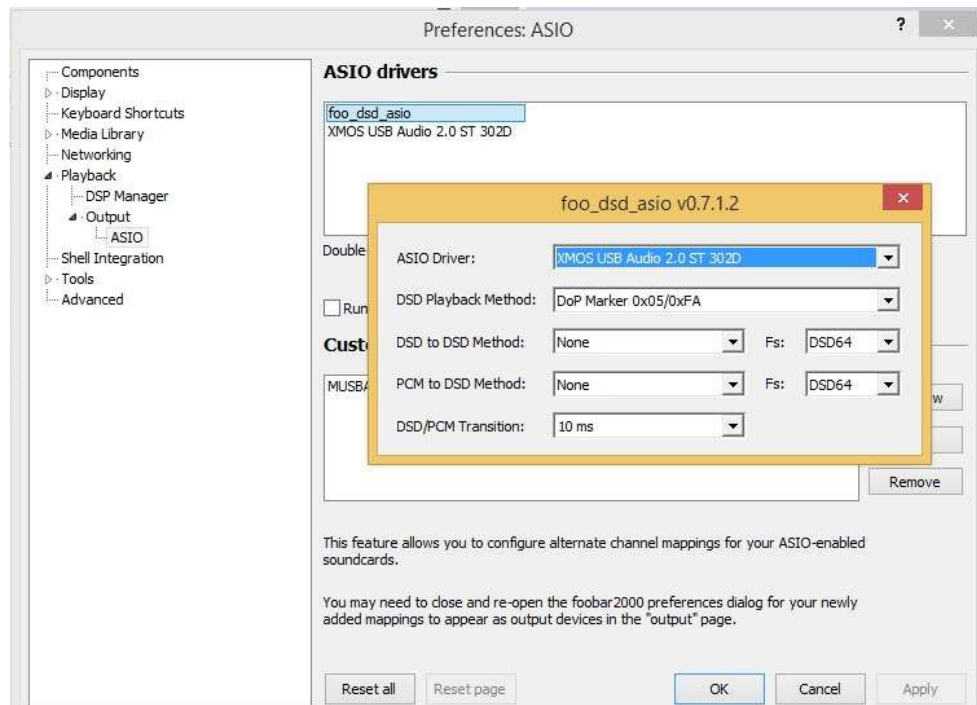 Preferences: ASIO
?
Components
Display
Keyboard Shortcuts
Media Library
Networking
Playback
DSP Manager
Output
ASIO
Shell Integration
Tools
Advanced
ASIO drivers
foo_dsd_asio
XMOS USB Audio 2.0 ST 302D
Double
Run
foo_dsd_asio v0.7.1.2
ASIO Driver: XMOS USB Audio 2.0 ST 302D
DSD Playback Method: DoP Marker 0x05/0xFA
DSD to DSD Method: None Fs: DSD64
PCM to DSD Method: None Fs: DSD64
DSD/PCM Transition: 10 ms
Cust
MUSBA
w
Remove
This feature allows you to configure alternate channel mappings for your ASIO-enabled
soundcards.
You may need to close and re-open the foobar2000 preferences dialog for your newly
added mappings to appear as output devices in the "output" page.
Reset all Reset page OK Cancel Apply